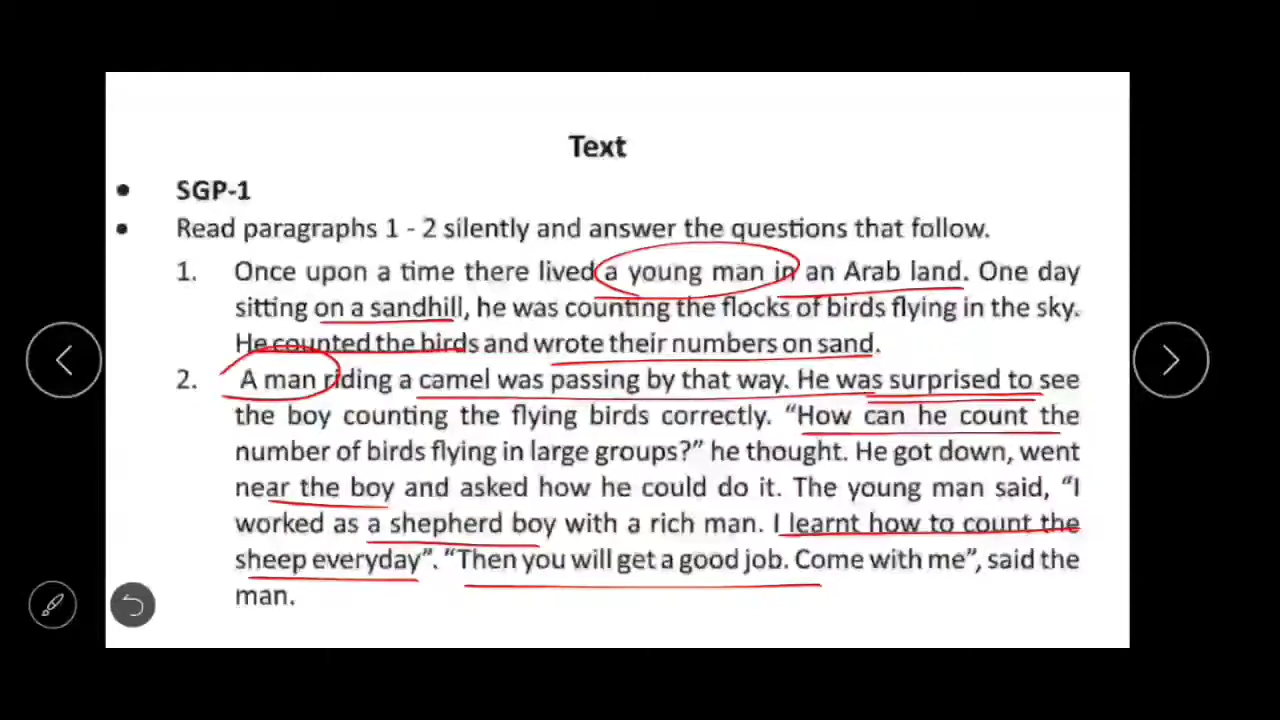 Text
• SGP-1
• Read paragraphs 1 - 2 silently and answer the questions that follow.
1. Once upon a time there lived a young man in an Arab land. One day
sitting on a sandhill, he was counting the flocks of birds flying in the sky.
He counted the birds and wrote their numbers on sand.
2. A man riding a camel was passing by that way. He was surprised to see
the boy counting the flying birds correctly. “How can he count the
number of birds flying in large groups?” he thought. He got down, went
near the boy and asked how he could do it. The young man said, “I
worked as a shepherd boy with a rich man. I learnt how to count the
sheep everyday”. “Then you will get a good job. Come with me”, said the
man.